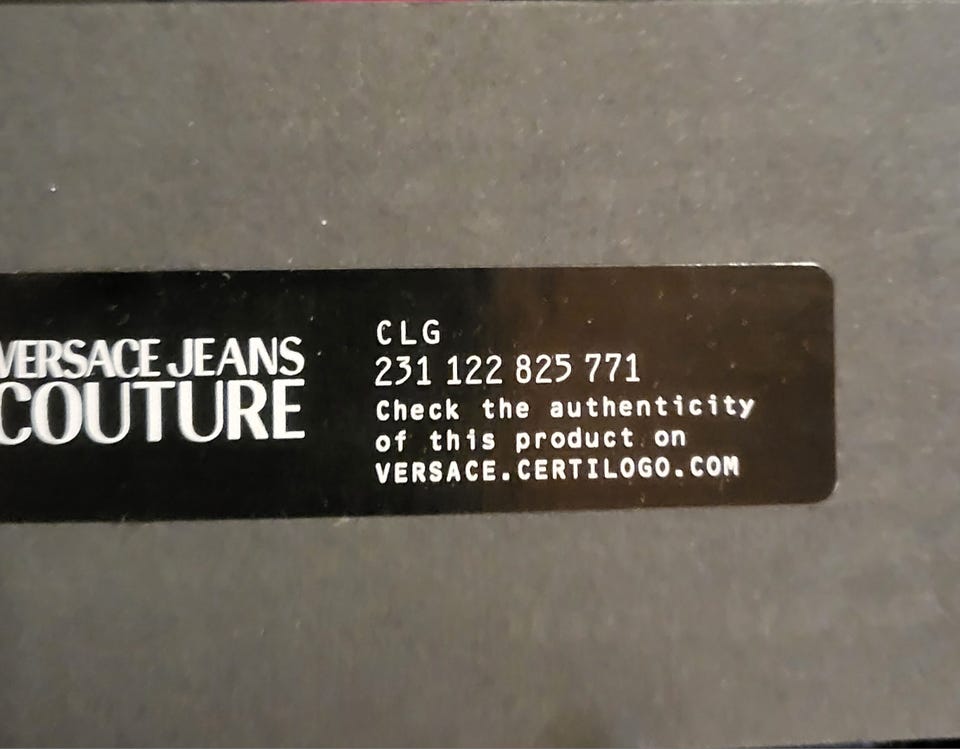 VERSACE JEANS
COUTURE
CLG
231 122 825 771
Check the authenticity
of this product on
VERSACE.CERTILOGO.COM